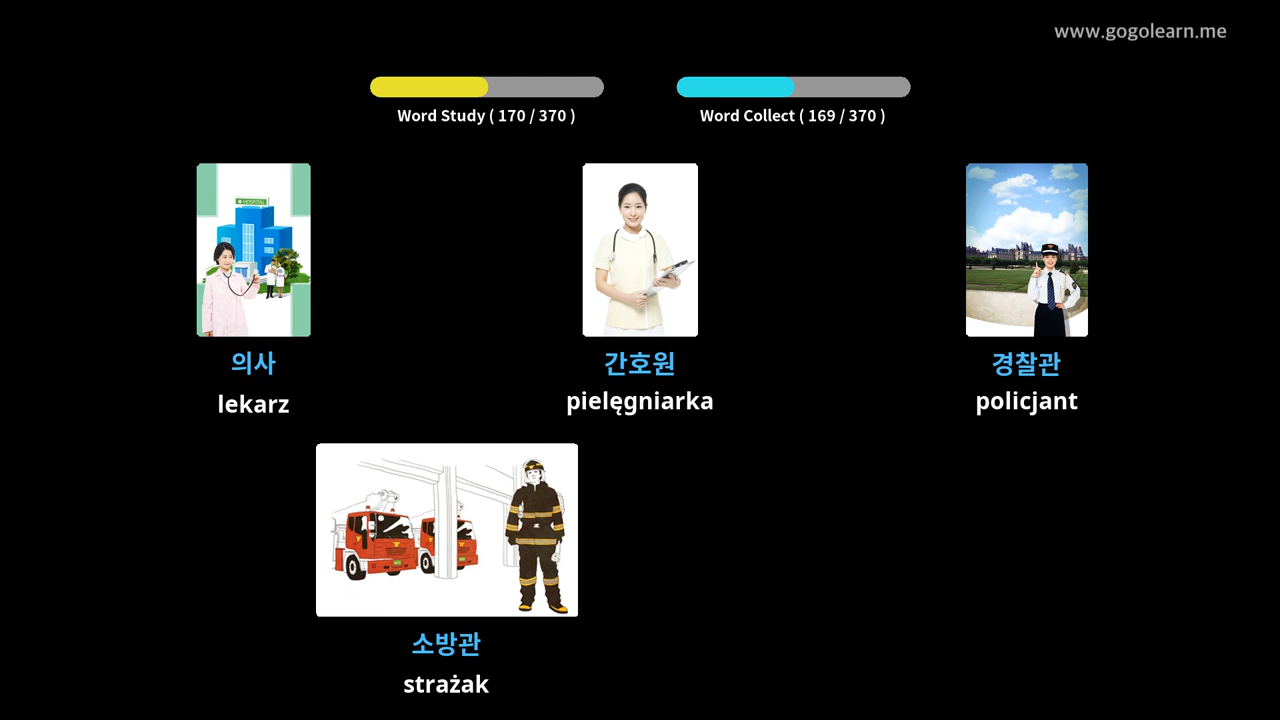 www.gogolearn.me
Word Study ( 170 / 370 )
Word Collect ( 169 / 370 )
HOSPITAL
의사
lekarz
간호원
pielęgniarka
경찰관
policjant
소방관
strażak